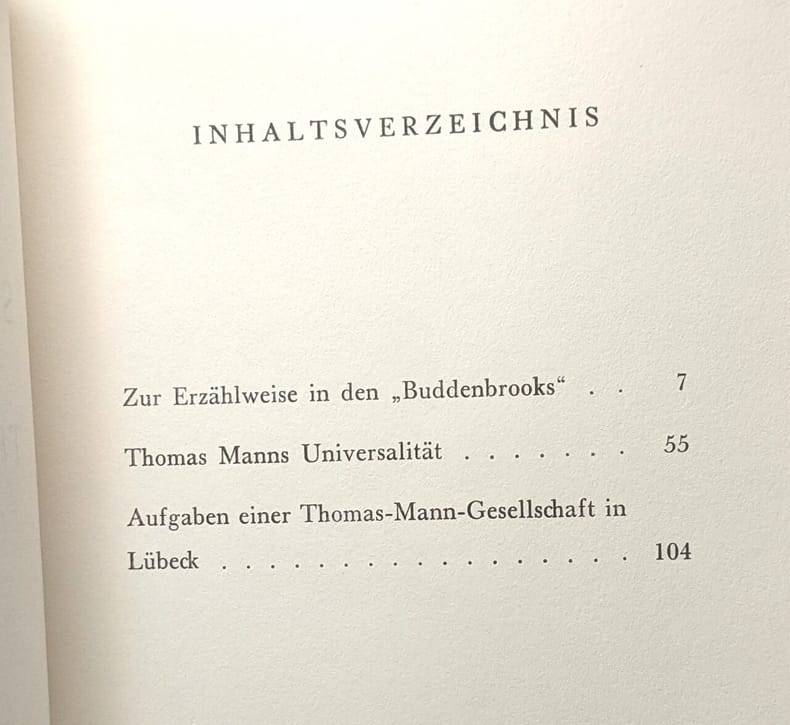 INHALTSVERZEICHNIS
Zur Erzählweise in den „Buddenbrooks“ . . 7
Thomas Manns Universalität . . . . . . . 55
Aufgaben einer Thomas-Mann-Gesellschaft in
Lübeck . . . . . . . . . . . . . . . . . 104